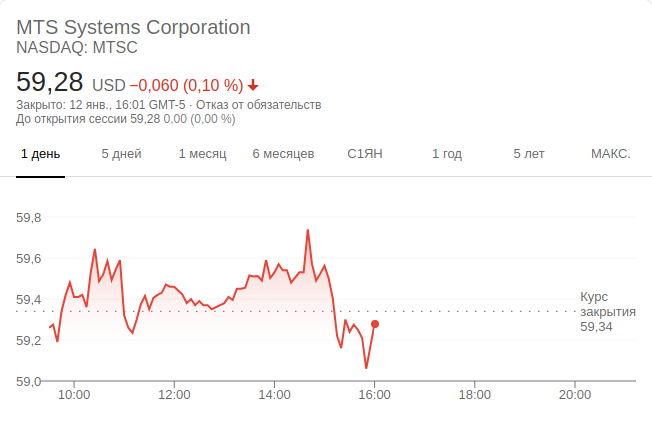 MTS Systems Corporation
NASDAQ: MTSC
59,28 USD −0,060 (0,10 %)
Закрыто: 12 янв., 16:01 GMT-5 · Отказ от обязательств
До открытия сессии 59,28 0,00 (0,00 %)
1 день 5 дней 1 месяц 6 месяцев С1ЯН 1 год 5 лет МАКС.
59,8
59,6
59,4
59,2
59,0
Курс
закрытия
59,34
10:00 12:00 14:00 16:00 18:00 20:00